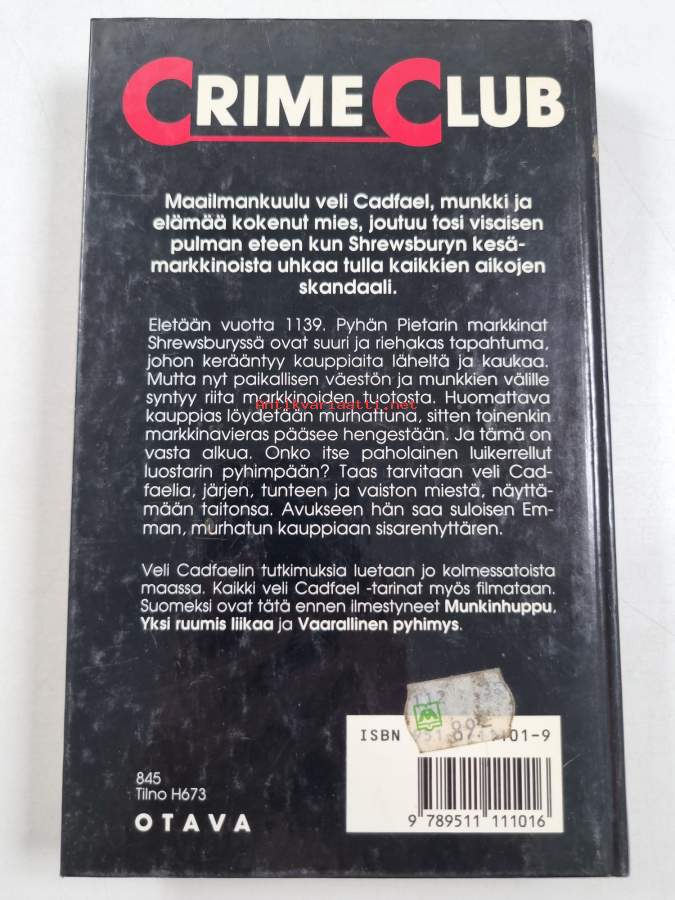 CRIME CLUB
Maailmankuulu veli Cadfael, munkki ja
elämää kokenut mies, joutuu tosi visaisen
pulman eteen kun Shrewsburyn kesä-
markkinoista uhkaa tulla kaikkien aikojen
skandaali.
Eletään vuotta 1139. Pyhän Pietarin markkinat
Shrewsburyssä ovat suuri ja riehakas tapahtuma,
johon kerääntyy kauppiaita läheltä ja kaukaa.
Mutta nyt paikallisen väestön ja munkkien välille
syntyy riita markkinoiden tuotosta. Huomattava
Antikvariaatti.net
kauppias löydetään murhattuna, sitten toinenkin
markkinavieras pääsee hengestään. Ja tämä on
vasta alkua. Onko itse paholainen luikerrellut
luostarin pyhimpään? Taas tarvitaan veli Cad-
faelia, järjen, tunteen ja vaiston miestä, näyttä-
mään taitonsa. Avukseen hän saa suloisen Em-
man, murhatun kauppiaan sisarentyttären.
Veli Cadfaelin tutkimuksia luetaan jo kolmessatoista
maassa. Kaikki veli Cadfael -tarinat myös filmataan.
Suomeksi ovat tätä ennen ilmestyneet Munkinhuppu,
Yksi ruumis liikaa ja Vaarallinen pyhimys.
ISBN 01-9
9 789511 111016
845
Tilno H673
OTAVA